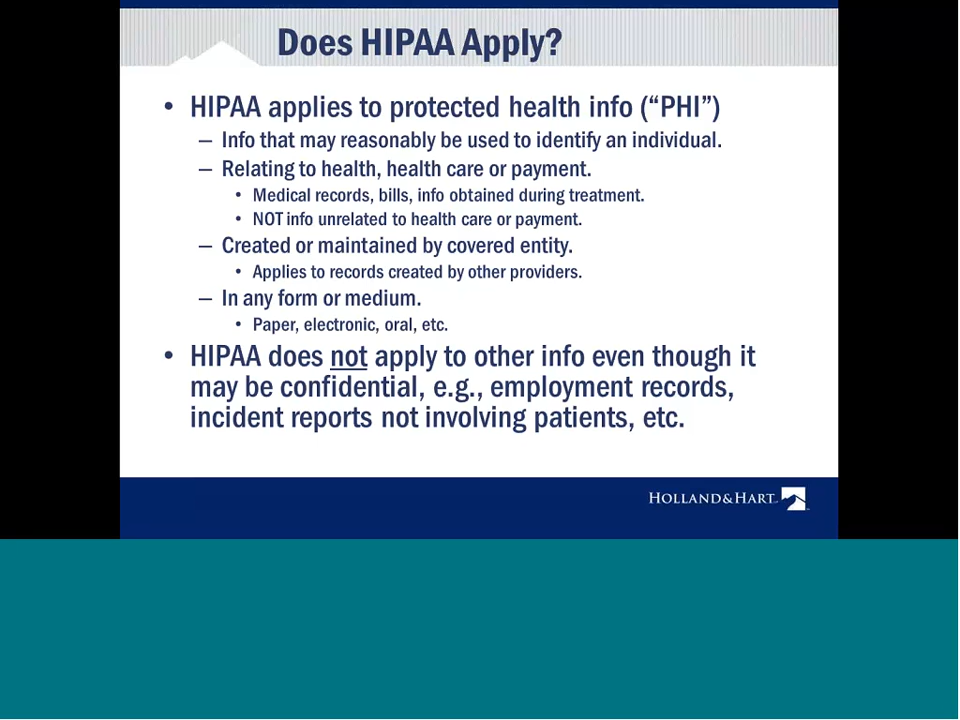 Does HIPAA Apply?
• HIPAA applies to protected health info (“PHI”)
– Info that may reasonably be used to identify an individual.
– Relating to health, health care or payment.
• Medical records, bills, info obtained during treatment.
• NOT info unrelated to health care or payment.
– Created or maintained by covered entity.
• Applies to records created by other providers.
– In any form or medium.
• Paper, electronic, oral, etc.
• HIPAA does not apply to other info even though it
may be confidential, e.g., employment records,
incident reports not involving patients, etc.
HOLLAND&HART